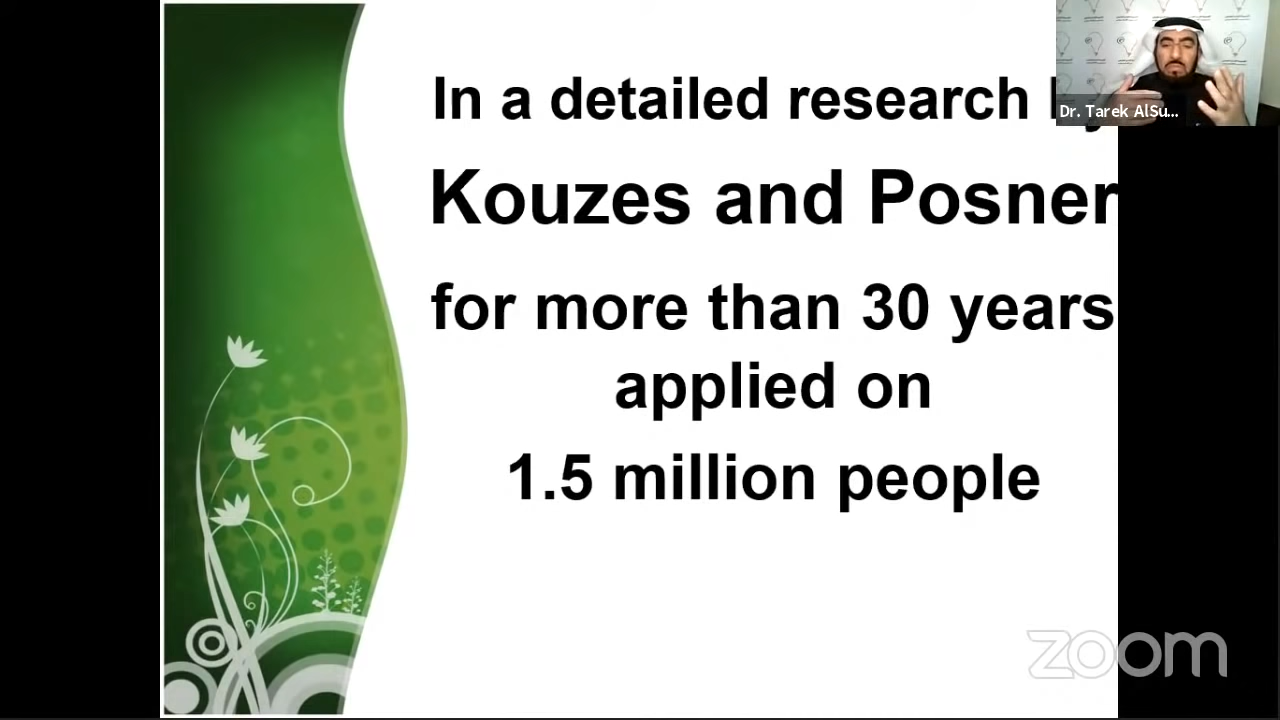 In a detailed research
Dr. Tarek AlSu...
Kouzes and Posner
for more than 30 years
applied on
1.5 million people
zoom